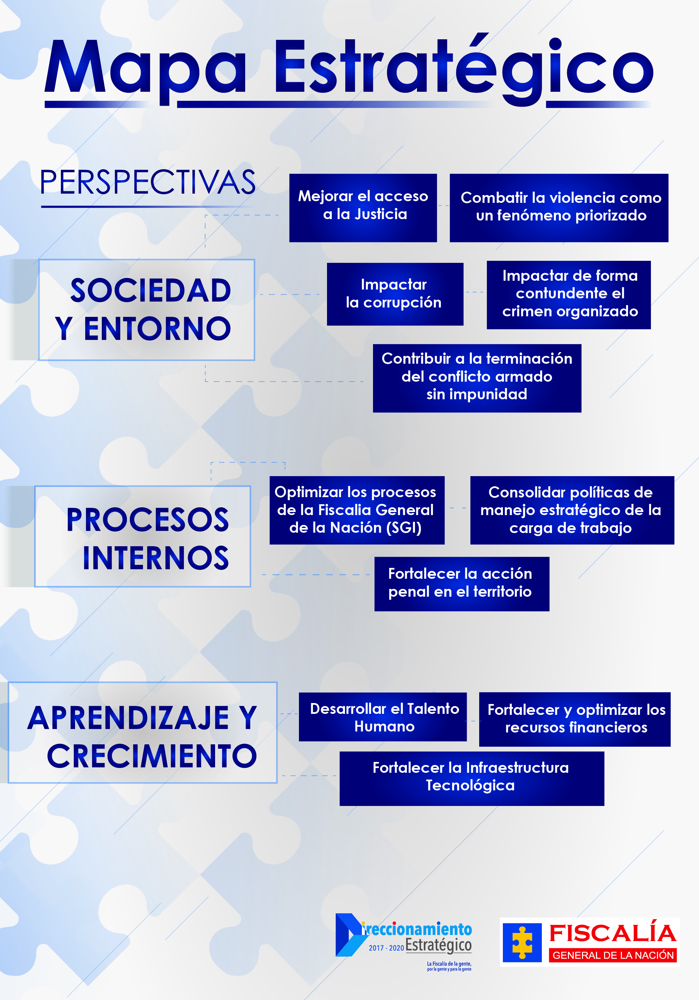 Mapa Estratégico
PERSPECTIVAS
SOCIEDAD
Y ENTORNO
Mejorar el acceso
a la Justicia
Combatir la violencia como
un fenómeno priorizado
Impactar
la corrupción
Impactar de forma
contundente el
crimen organizado
Contribuir a la terminación
del conflicto armado
sin impunidad
PROCESOS
INTERNOS
Optimizar los procesos
de la Fiscalia General
de la Nación (SGI)
Consolidar políticas de
manejo estratégico de la
carga de trabajo
Fortalecer la acción
penal en el territorio
APRENDIZAJE Y
CRECIMIENTO
Desarrollar el Talento
Humano
Fortalecer y optimizar los
recursos financieros
Fortalecer la Infraestructura
Tecnológica
Direccionamiento
2017 - 2020 Estratégico
La Fiscalía de la gente,
por la gente y para la gente
FISCALÍA
GENERAL DE LA NACIÓN